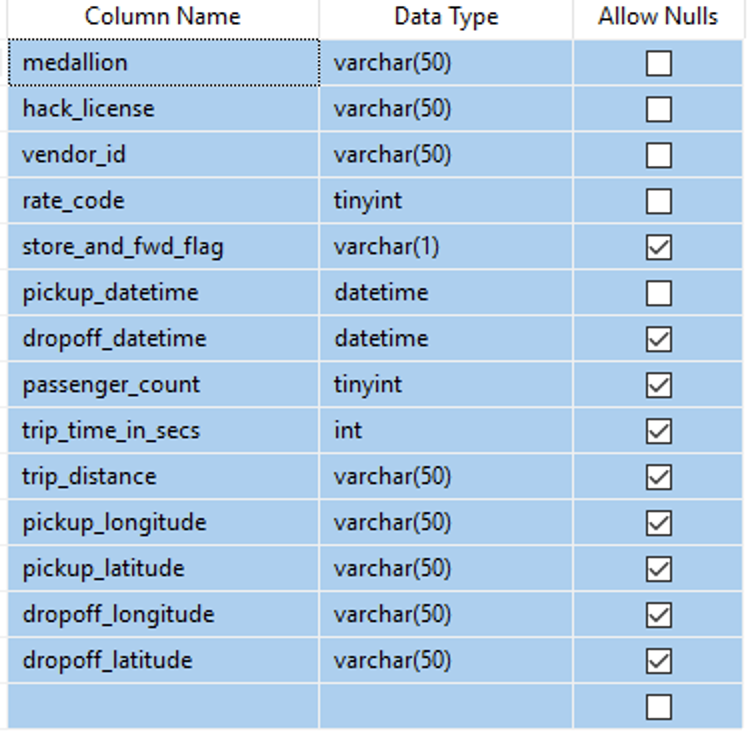 Column Name Data Type Allow Nulls
medallion varchar(50)
hack_license varchar(50)
vendor_id varchar(50)
rate_code tinyint
store_and_fwd_flag varchar(1)
pickup_datetime datetime
dropoff_datetime datetime
passenger_count tinyint
trip_time_in_secs int
trip_distance varchar(50)
pickup_longitude varchar(50)
pickup_latitude varchar(50)
dropoff_longitude varchar(50)
dropoff_latitude varchar(50)